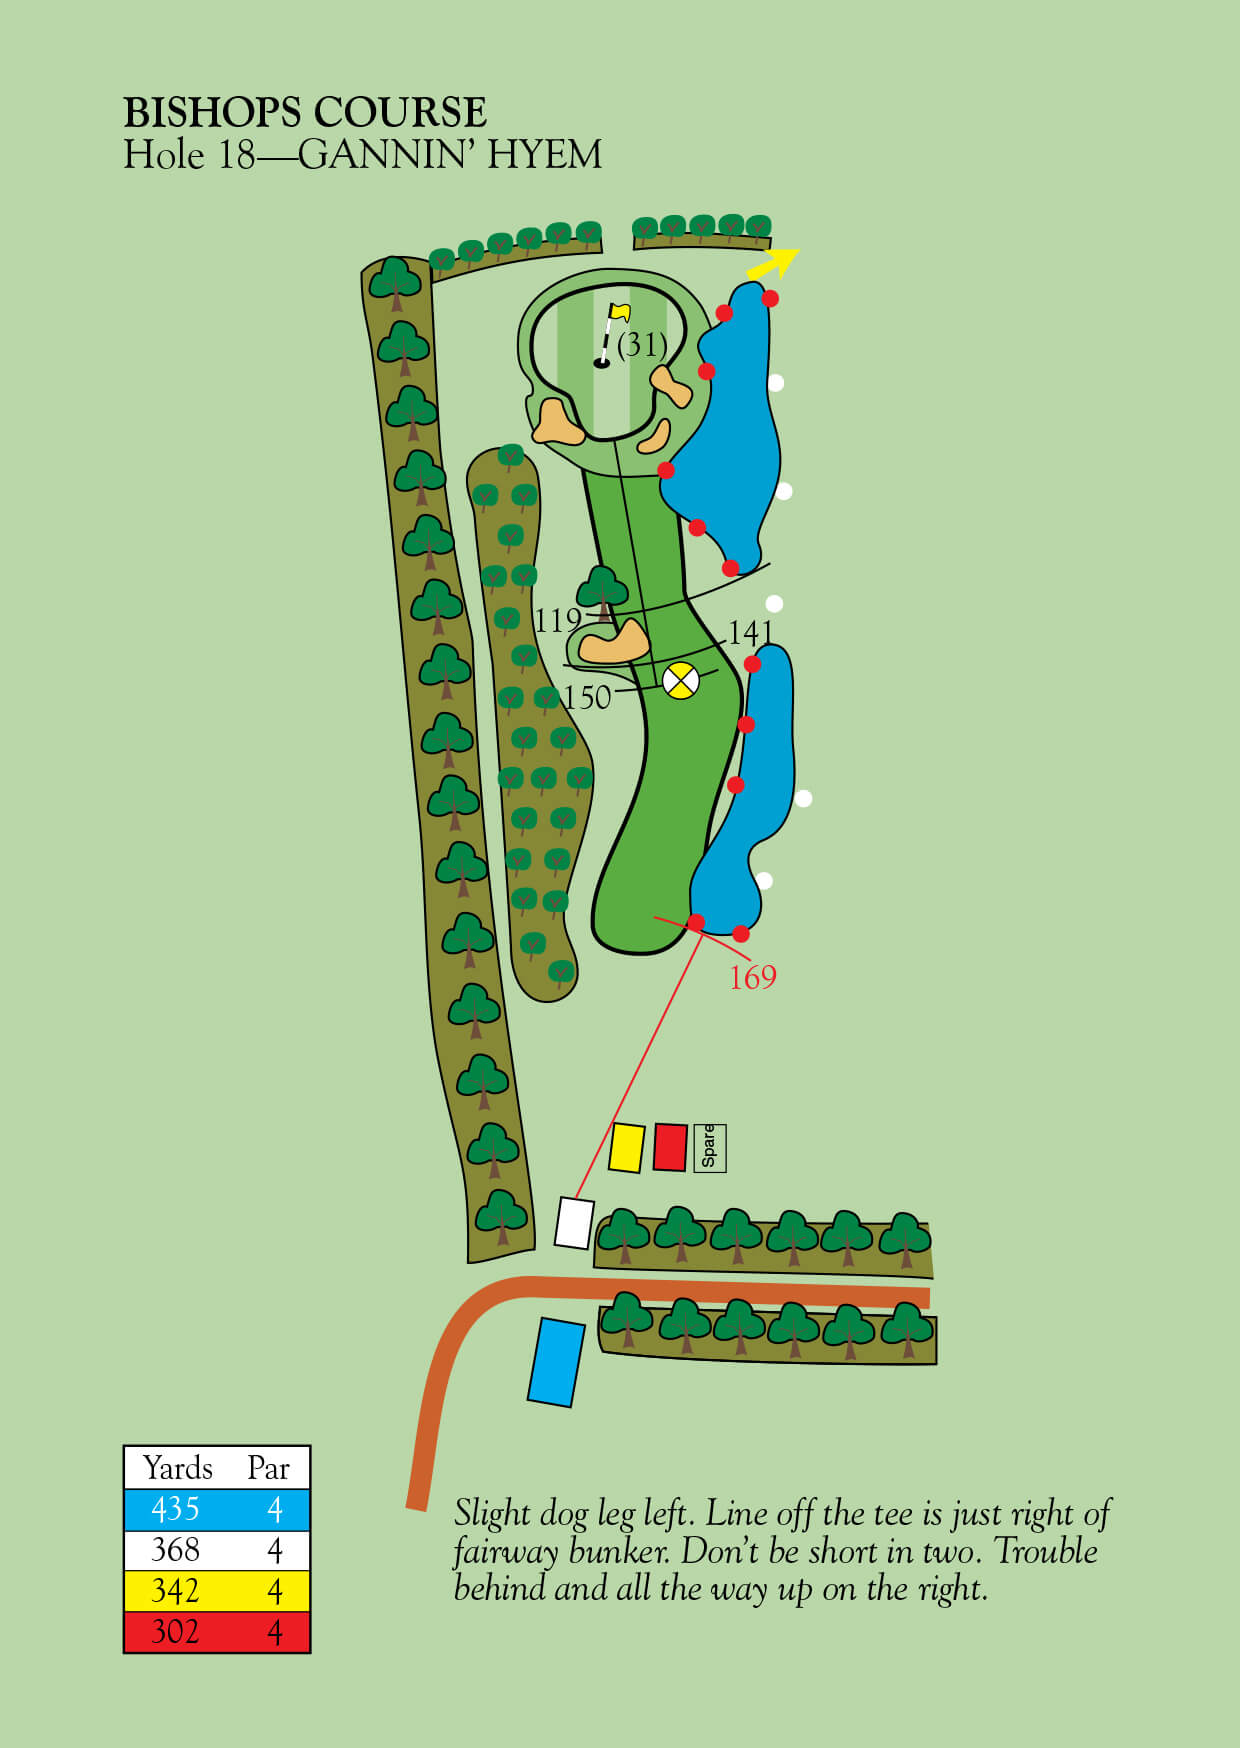 BISHOPS COURSE
Hole 18—GANNIN’ HYEM
(31)
119
141
150
169
Spare
Yards Par
435 4
368 4
342 4
302 4
Slight dog leg left. Line off the tee is just right of
fairway bunker. Don’t be short in two. Trouble
behind and all the way up on the right.